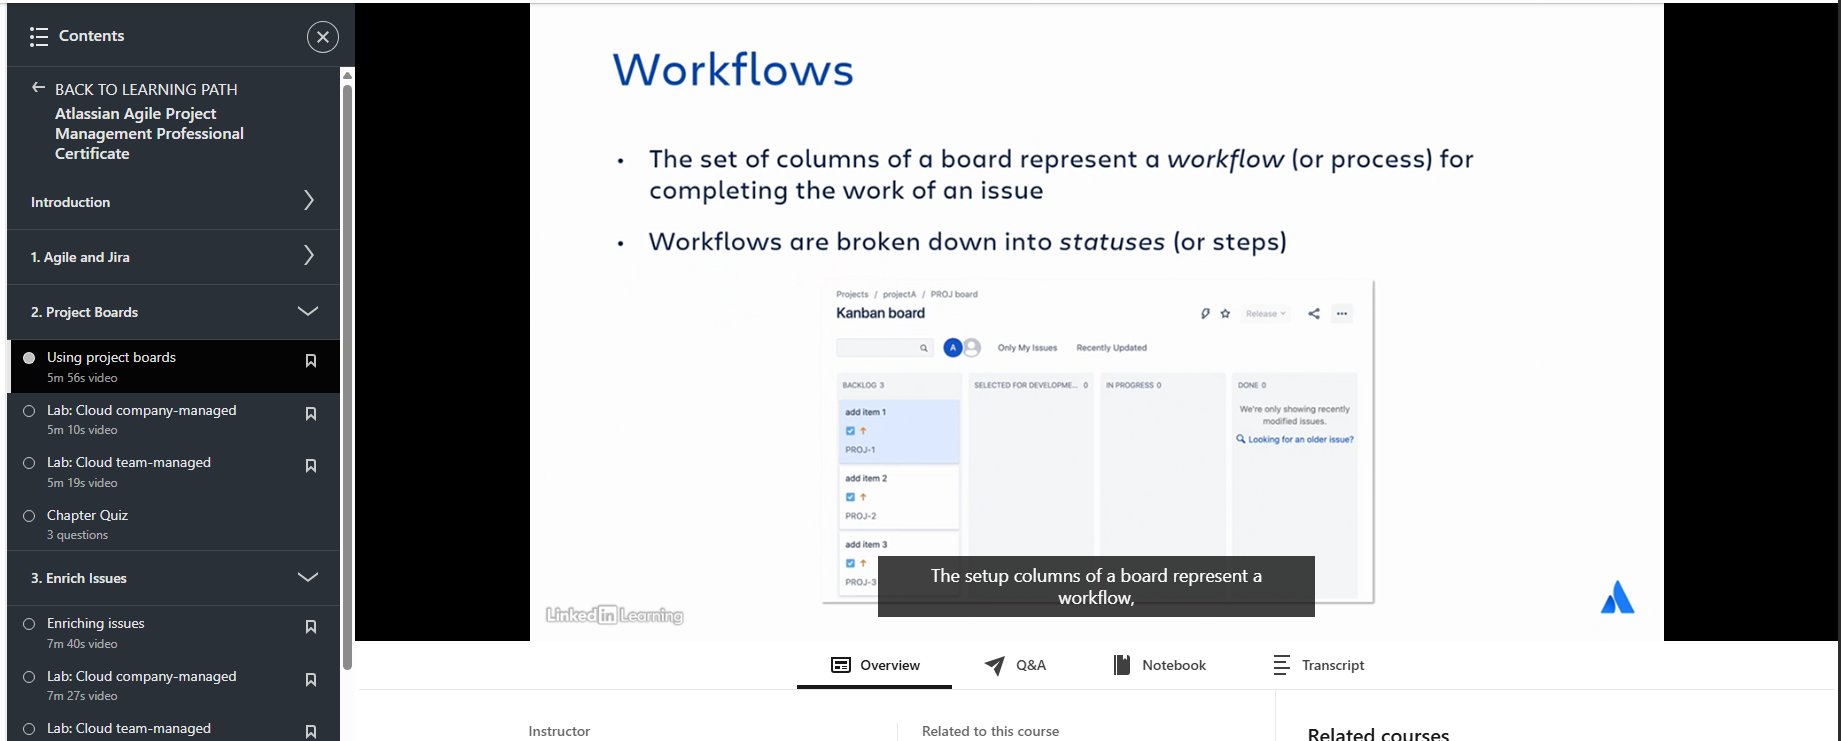 Contents
BACK TO LEARNING PATH
Atlassian Agile Project
Management Professional
Certificate
Introduction
1. Agile and Jira
2. Project Boards
Using project boards
5m 56s video
Lab: Cloud company-managed
5m 10s video
Lab: Cloud team-managed
5m 19s video
Chapter Quiz
3 questions
3. Enrich Issues
Enriching issues
7m 40s video
Lab: Cloud company-managed
7m 27s video
Lab: Cloud team-managed
Workflows
• The set of columns of a board represent a workflow (or process) for
completing the work of an issue
• Workflows are broken down into statuses (or steps)
Projects / projectA / PROJ board
Kanban board
Release
A
Only My Issues
Recently Updated
BACKLOG 3
SELECTED FOR DEVELOPME... 0
IN PROGRESS 0
DONE 0
add item 1
PROJ-1
add item 2
PROJ-2
add item 3
PROJ-3
We're only showing recently
modified issues.
Looking for an older issue?
The setup columns of a board represent a
workflow,
Linked in Learning
Overview
Q&A
Notebook
Transcript
Instructor
Related to this course
Related courses